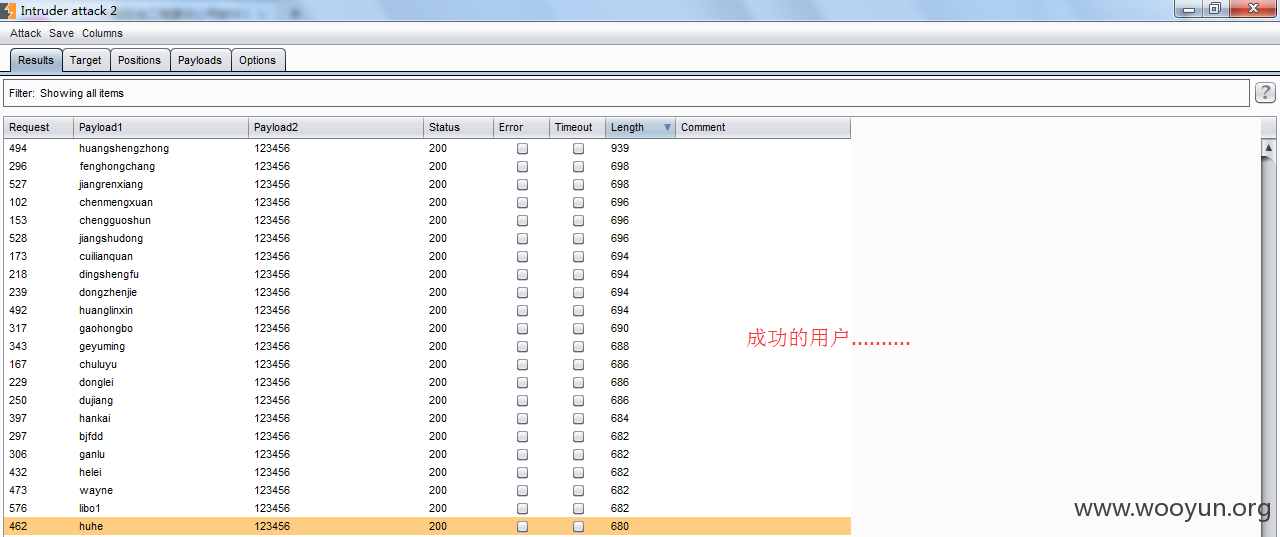 Intruder attack 2
Attack Save Columns
Results Target Positions Payloads Options
Filter: Showing all items ?
Request Payload1 Payload2 Status Error Timeout Length Comment
494 huangshengzhong 123456 200 939
296 fenghongchang 123456 200 698
527 jiangrenxiang 123456 200 698
102 chenmengxuan 123456 200 696
153 chengguoshun 123456 200 696
528 jiangshudong 123456 200 696
173 cuilianquan 123456 200 694
218 dingshengfu 123456 200 694
239 dongzhenjie 123456 200 694
492 huanglinxin 123456 200 694
317 gaohongbo 123456 200 690
成功的用户..........
343 geyuming 123456 200 688
167 chuluyu 123456 200 686
229 donglei 123456 200 686
250 dujiang 123456 200 686
397 hankai 123456 200 684
297 bjfdd 123456 200 682
306 ganlu 123456 200 682
432 helei 123456 200 682
473 wayne 123456 200 682
576 libo1 123456 200 682
www.wooyun.org
462 huhe 123456 200 680